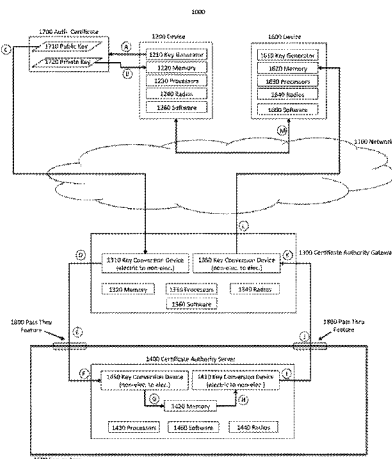 1000
1700 Auth. Certificate
1710 Public Key
1720 Private Key
1200 Device
1210 Key Generator
1220 Memory
1230 Processors
1240 Radios
1260 Software
1600 Device
1610 Key Generator
1620 Memory
1630 Processors
1640 Radios
1660 Software
A
B
C
M
1100 Network
L
1300 Certificate Authority Gateway
1310 Key Conversion Device
(electric to non-elec.)
1360 Key Conversion Device
(non-elec. to elec.)
D
K
1320 Memory
1340 Radios
1360 Software
1800 Pass Thru
Feature
1800 Pass Thru
Feature
E
J
1400 Certificate Authority Server
1450 Key Conversion Device
(non-elec. to elec.)
1410 Key Conversion Device
(electric to non-elec.)
F
I
G
H
1420 Memory
1430 Processors
1460 Software
1440 Radios